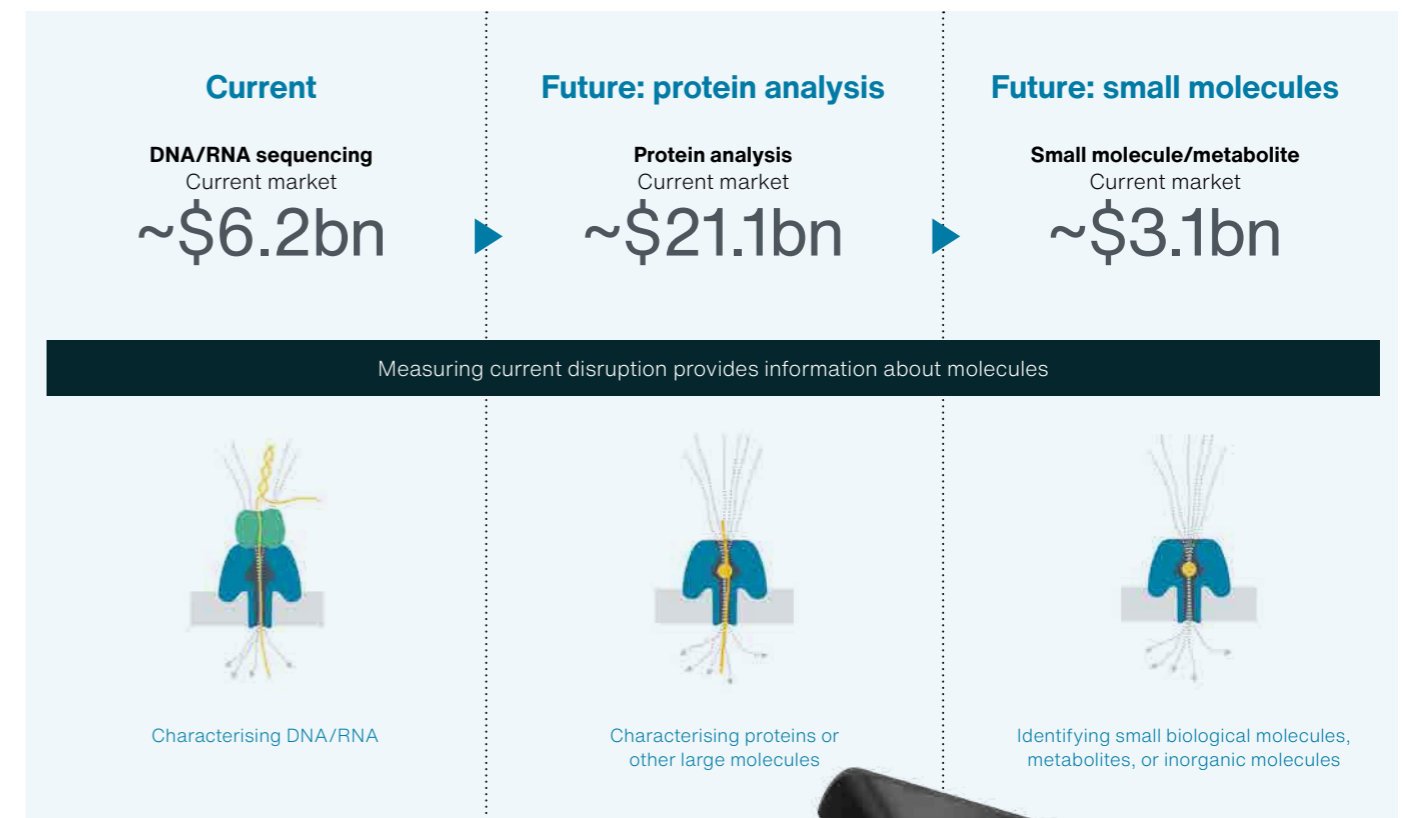 Current
DNA/RNA sequencing
Current market
~$6.2bn
Future: protein analysis
Protein analysis
Current market
~$21.1bn
Future: small molecules
Small molecule/metabolite
Current market
~$3.1bn
Measuring current disruption provides information about molecules
Characterising DNA/RNA
Characterising proteins or
other large molecules
Identifying small biological molecules,
metabolites, or inorganic molecules